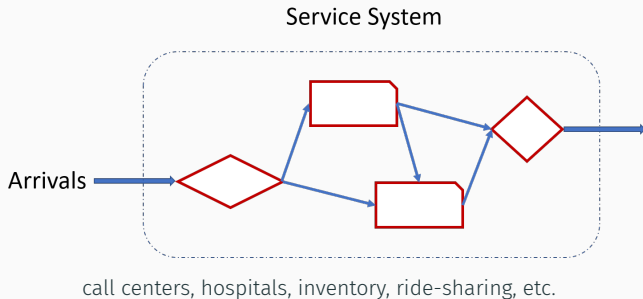 Service System
Arrivals
call centers, hospitals, inventory, ride-sharing, etc.